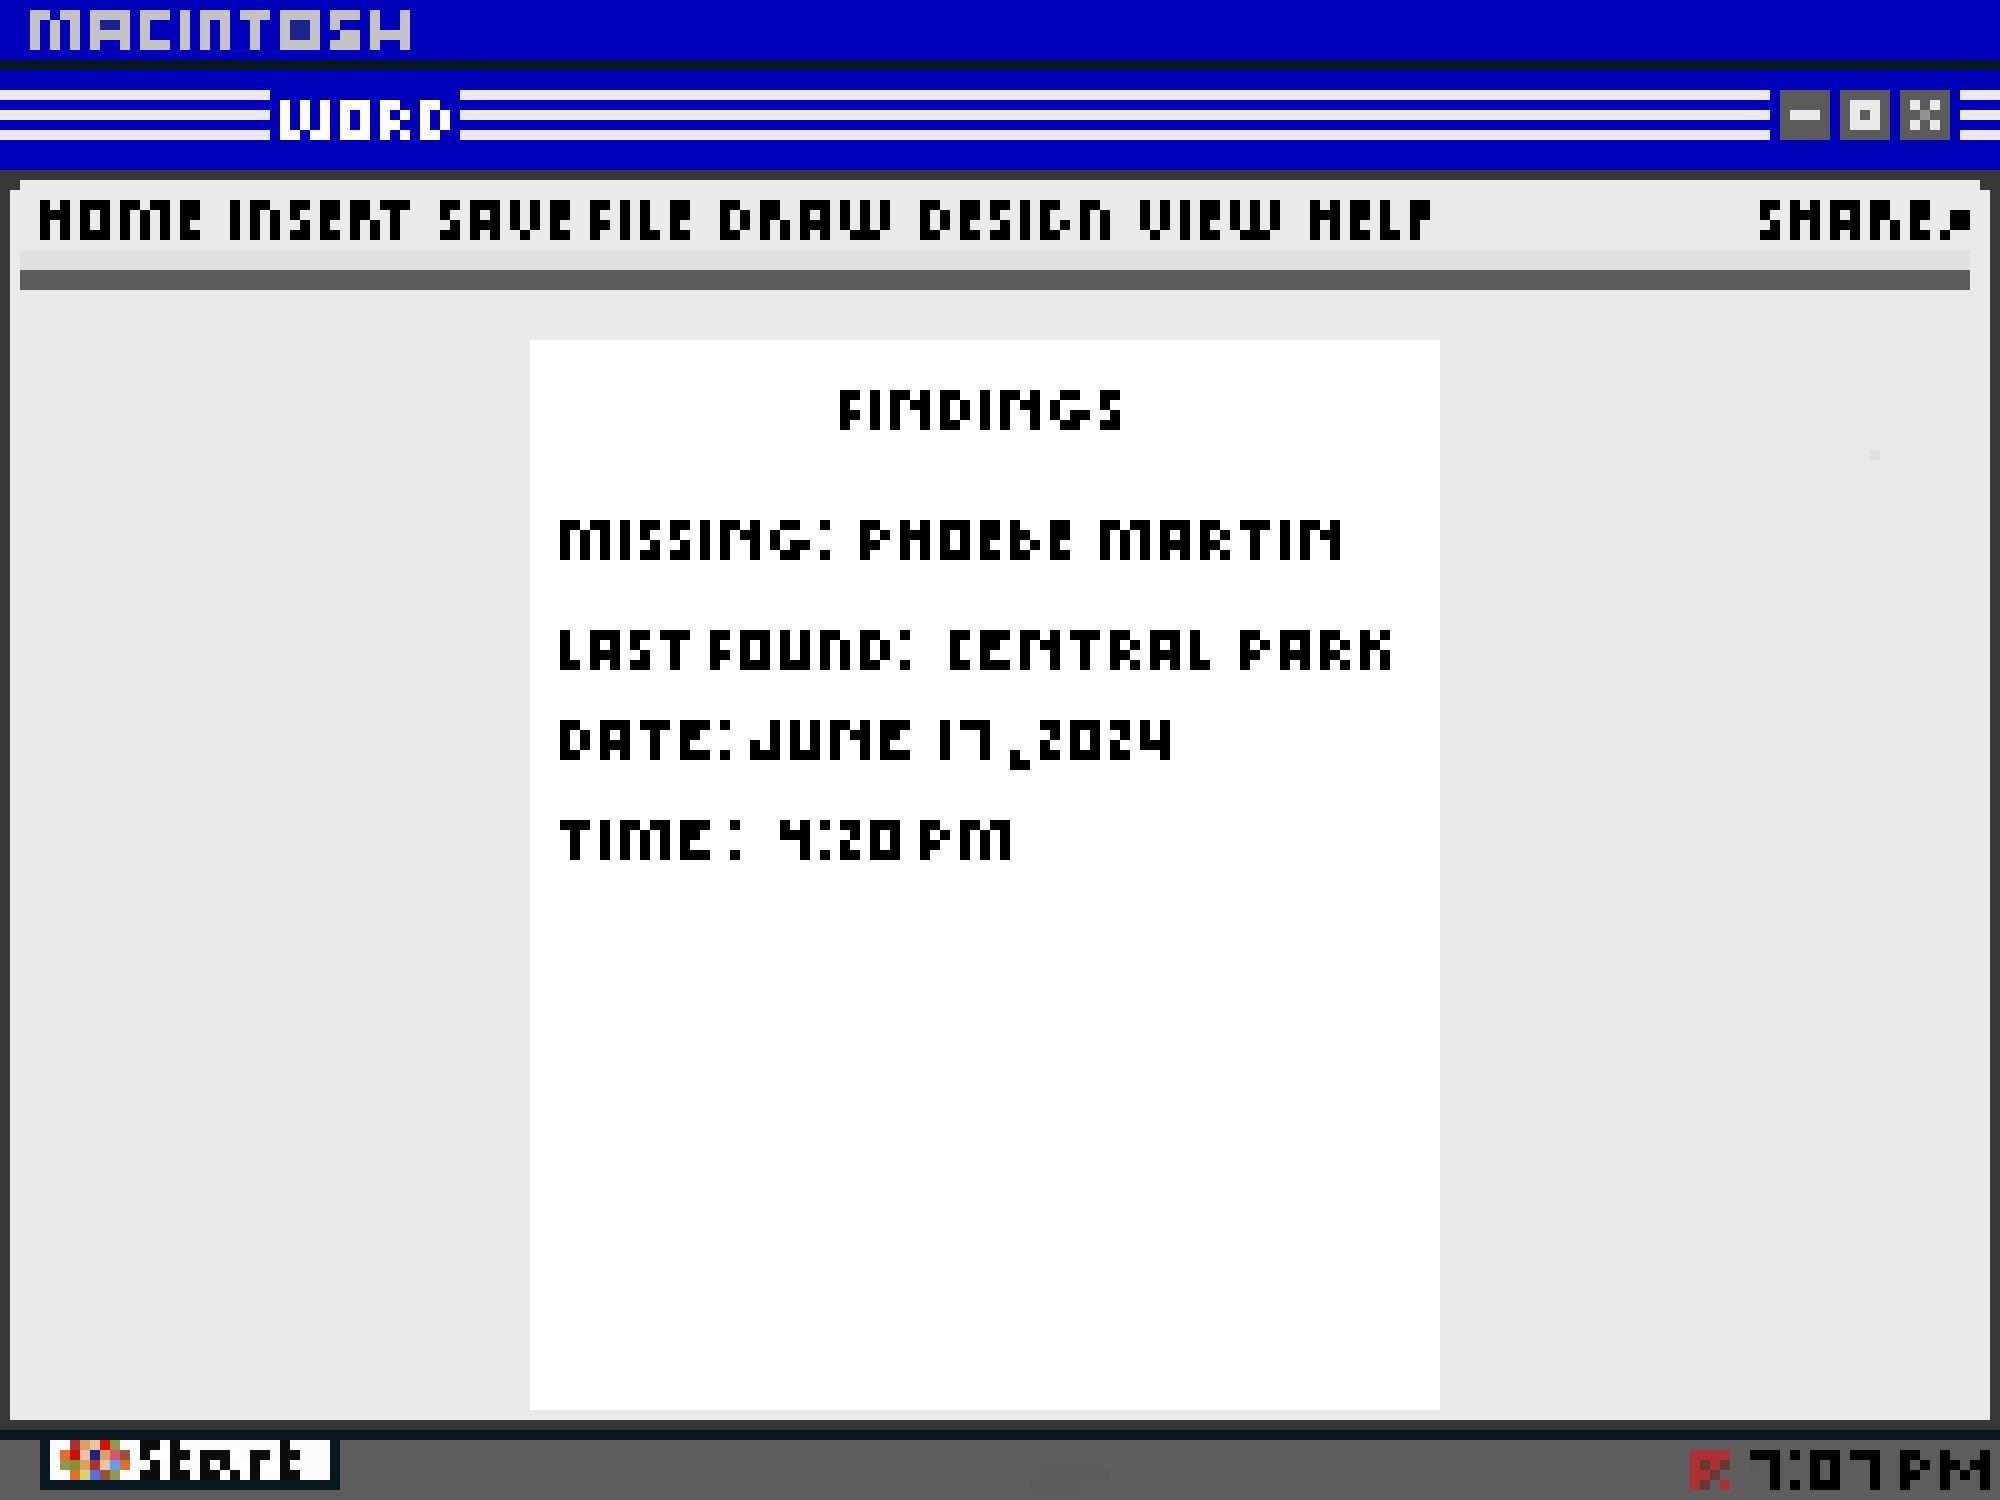 MACINTOSH
WORD
HOME INSERT SAVE FILE DRAW DESIGN VIEW HELP SHARE
FINDINGS
MISSING: PHOEbE MARTIN
LAST FOUND: CENTRAL PARK
DATE: JUNE 17, 2024
TIME: 4:20 PM
Start 7:07 PM